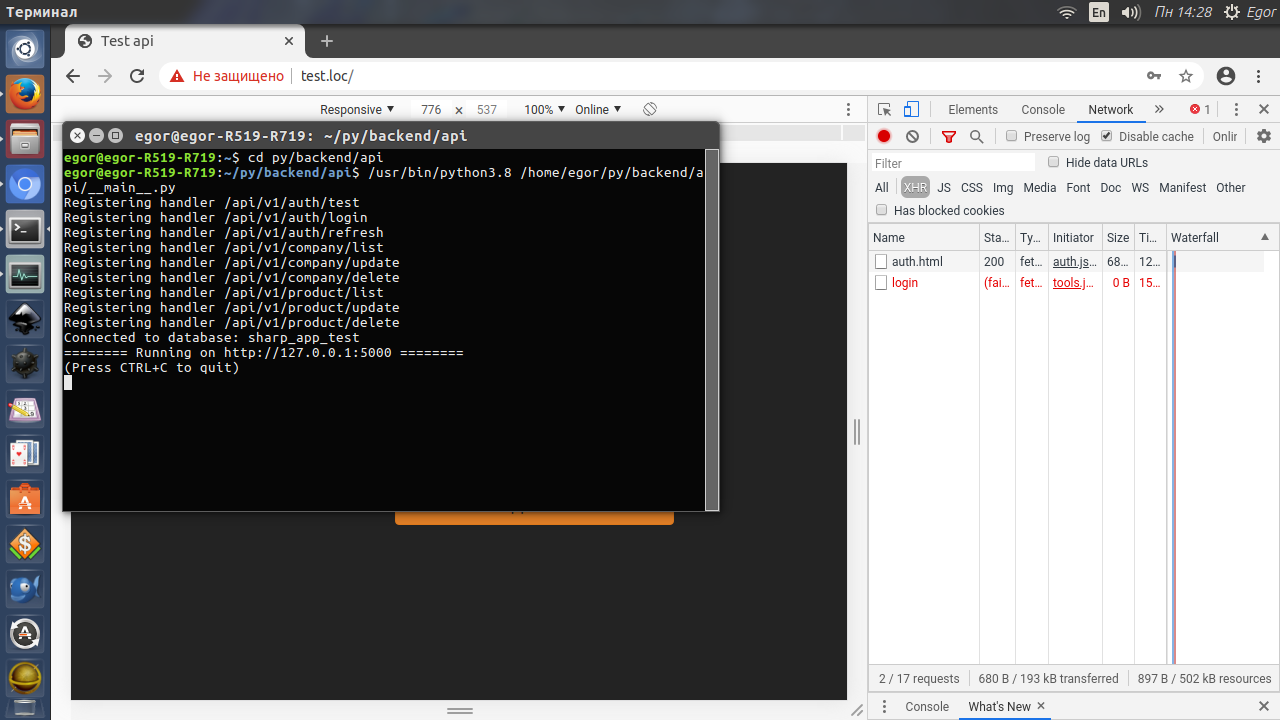 Терминал
En
Пн 14:28
Egor
Test api
Не защищено
test.loc/
Responsive
776
x
537
100%
Online
Elements
Console
Network
1
Preserve log
Disable cache
Onlir
Filter
Hide data URLs
All XHR JS CSS Img Media Font Doc WS Manifest Other
Has blocked cookies
Name Sta... Ty... Initiator Size Ti... Waterfall
auth.html 200 fet... auth.js... 68... 12...
login (fai... fet... tools.j... 0 B 15...
2 / 17 requests
680 B / 193 kB transferred
897 B / 502 kB resources
Console
What's New
egor@egor-R519-R719: ~/py/backend/api
egor@egor-R519-R719:~$ cd py/backend/api
egor@egor-R519-R719:~/py/backend/api$ /usr/bin/python3.8 /home/egor/py/backend/a
pi/__main__.py
Registering handler /api/v1/auth/test
Registering handler /api/v1/auth/login
Registering handler /api/v1/auth/refresh
Registering handler /api/v1/company/list
Registering handler /api/v1/company/update
Registering handler /api/v1/company/delete
Registering handler /api/v1/product/list
Registering handler /api/v1/product/update
Registering handler /api/v1/product/delete
Connected to database: sharp_app_test
======== Running on http://127.0.0.1:5000 ========
(Press CTRL+C to quit)